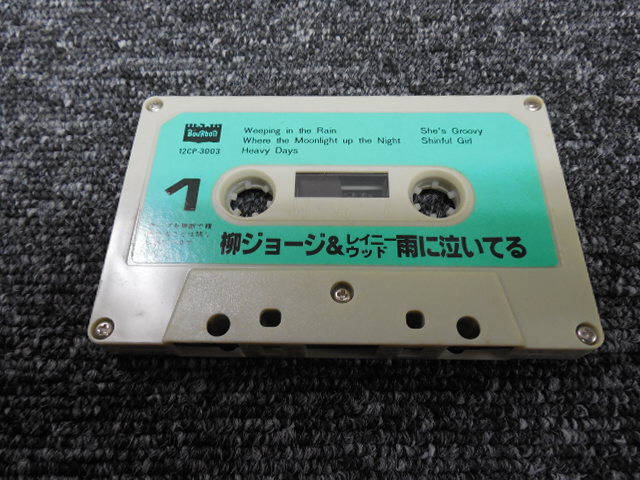 BOURBON
12CP-3003
Weeping in the Rain
Where the Moonlight up the Night
Heavy Days
She's Groovy
Shinful Girl
1
柳ジョージ&レイニーウッド 雨に泣いてる